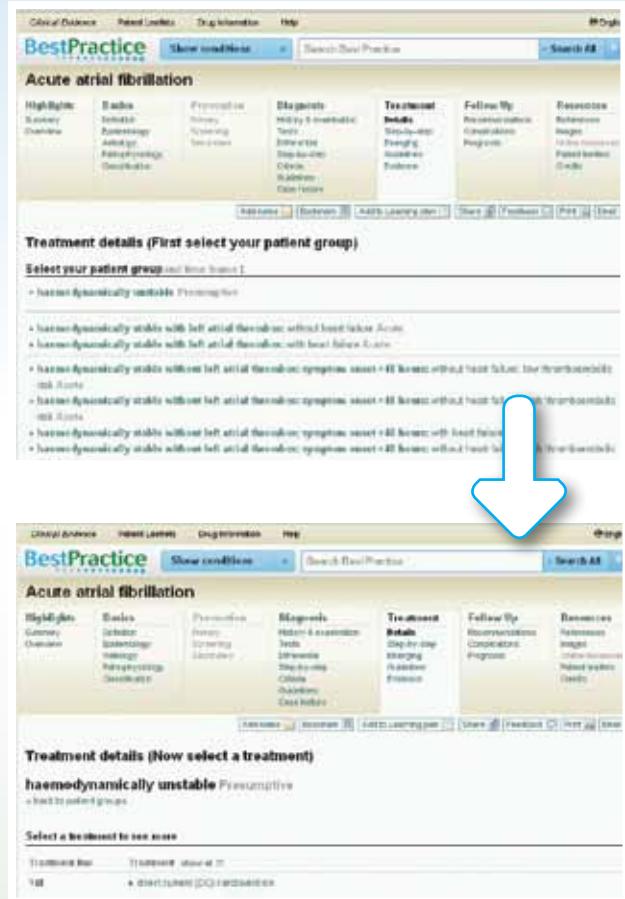 Clinical Evidence Patient Leaflets Drug Information Help
BestPractice Show conditions Search Best Practice Search All
Acute atrial fibrillation
Highlights Basics Prevention Diagnosis Treatment Follow Up Resources
Summary Definition Primary History & examination Details Recommendations References
Overview Epidemiology Screening Tests Step-by-step Complications Images
Aetiology Secondary Differential Emerging Prognosis Online resources
Pathophysiology Step-by-step Guidelines Patient leaflets
Classification Criteria Evidence Credits
Guidelines
Case history
Add notes Bookmark Add to Learning plan Share Feedback Print Email
Treatment details (First select your patient group)
Select your patient group
haemodynamically unstable Presumptive
haemodynamically stable with left atrial thrombus: without heart failure Acute
haemodynamically stable with left atrial thrombus: with heart failure Acute
haemodynamically stable without left atrial thrombus: symptom onset 48 hours: without heart failure: low thromboembolic
risk Acute
haemodynamically stable without left atrial thrombus: symptom onset 48 hours: without heart thromboembolic
risk Acute
haemodynamically stable without left atrial thrombus: symptom onset 48 hours: with heart failure
haemodynamically stable without left atrial thrombus: symptom onset 48 hours: without heart thromboembolic
Clinical Evidence Patient Leaflets Drug Information Help
BestPractice Show conditions Search Best Practice Search All
Acute atrial fibrillation
Highlights Basics Prevention Diagnosis Treatment Follow Up Resources
Summary Definition Primary History & examination Details Recommendations References
Overview Epidemiology Screening Tests Step-by-step Complications Images
Aetiology Secondary Differential Emerging Prognosis Online resources
Pathophysiology Step-by-step Guidelines Patient leaflets
Classification Criteria Evidence Credits
Guidelines
Case history
Add notes Bookmark Add to Learning plan Share Feedback Print Email
Treatment details (Now select a treatment)
haemodynamically unstable Presumptive
« back to patient groups
Select a treatment to see more
Treatment line Treatment
1st direct current (DC) cardioversion